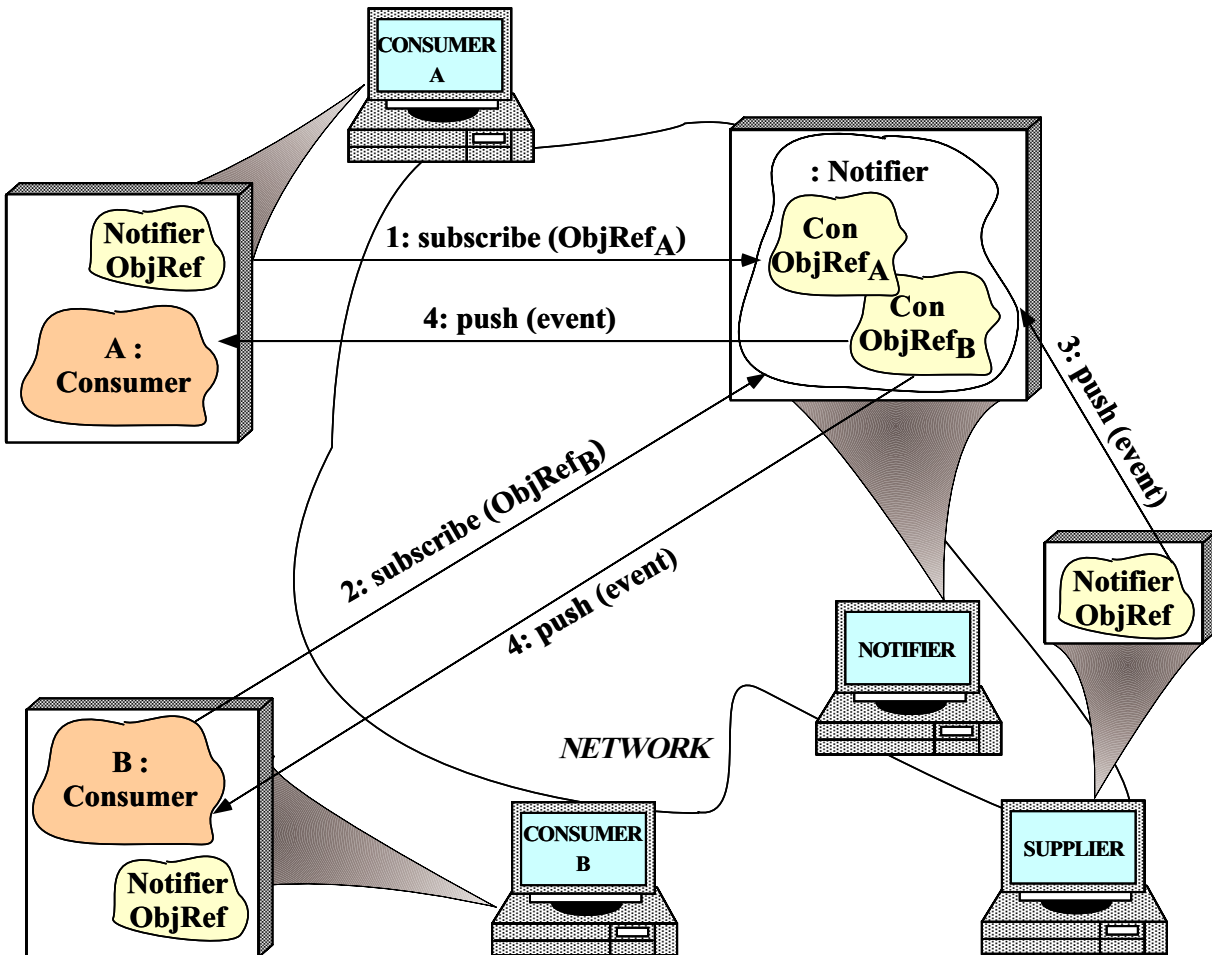 CONSUMER
A
: Notifier
Notifier
ObjRef
1: subscribe (ObjRefA)
Con
ObjRefA
4: push (event)
Con
ObjRefB
A :
Consumer
3: push (event)
2: subscribe (ObjRefB)
4: push (event)
Notifier
ObjRef
NOTIFIER
NETWORK
B :
Consumer
CONSUMER
B
SUPPLIER
Notifier
ObjRef